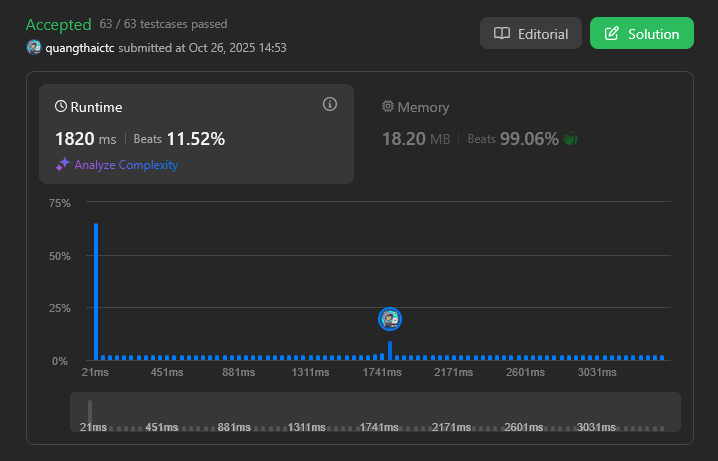 Accepted 63 / 63 testcases passed
quangthaictc submitted at Oct 26, 2025 14:53
Editorial
Solution
Runtime
1820 ms Beats 11.52%
Analyze Complexity
Memory
18.20 MB Beats 99.06%
75%
50%
25%
0%
21ms 451ms 881ms 1311ms 1741ms 2171ms 2601ms 3031ms
21ms 451ms 881ms 1311ms 1741ms 2171ms 2601ms 3031ms